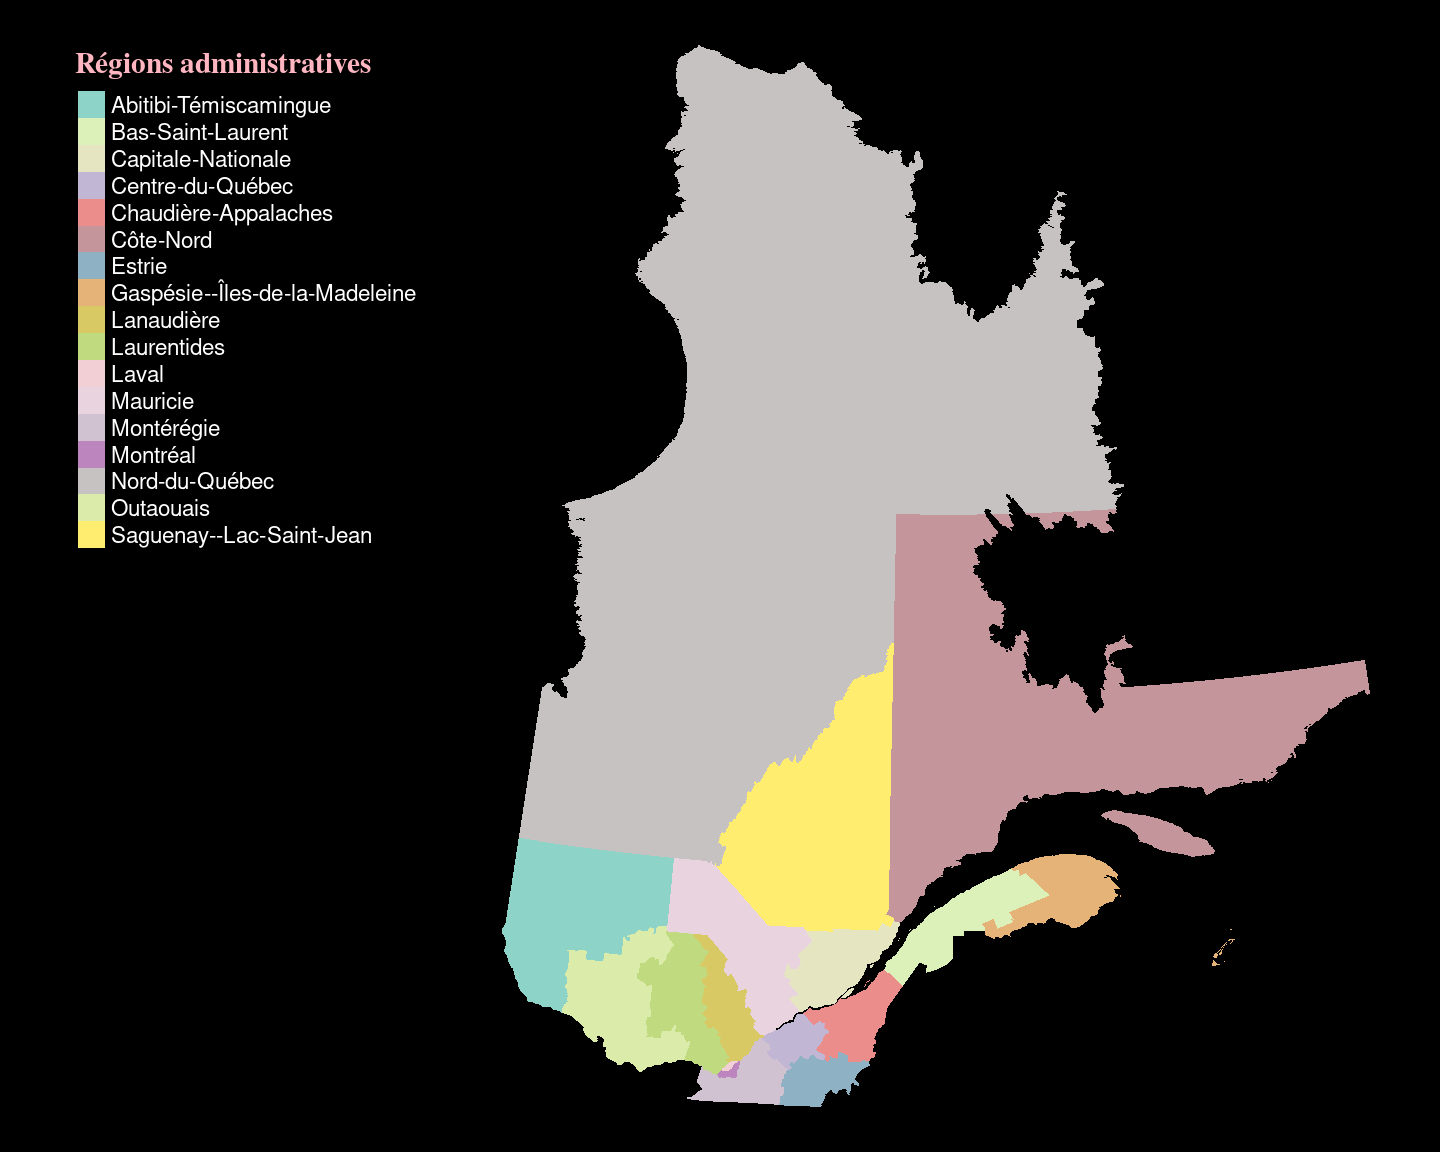 Régions administratives
Abitibi-Témiscamingue
Bas-Saint-Laurent
Capitale-Nationale
Centre-du-Québec
Chaudière-Appalaches
Côte-Nord
Estrie
Gaspésie--Îles-de-la-Madeleine
Lanaudière
Laurentides
Laval
Mauricie
Montérégie
Montréal
Nord-du-Québec
Outaouais
Saguenay--Lac-Saint-Jean